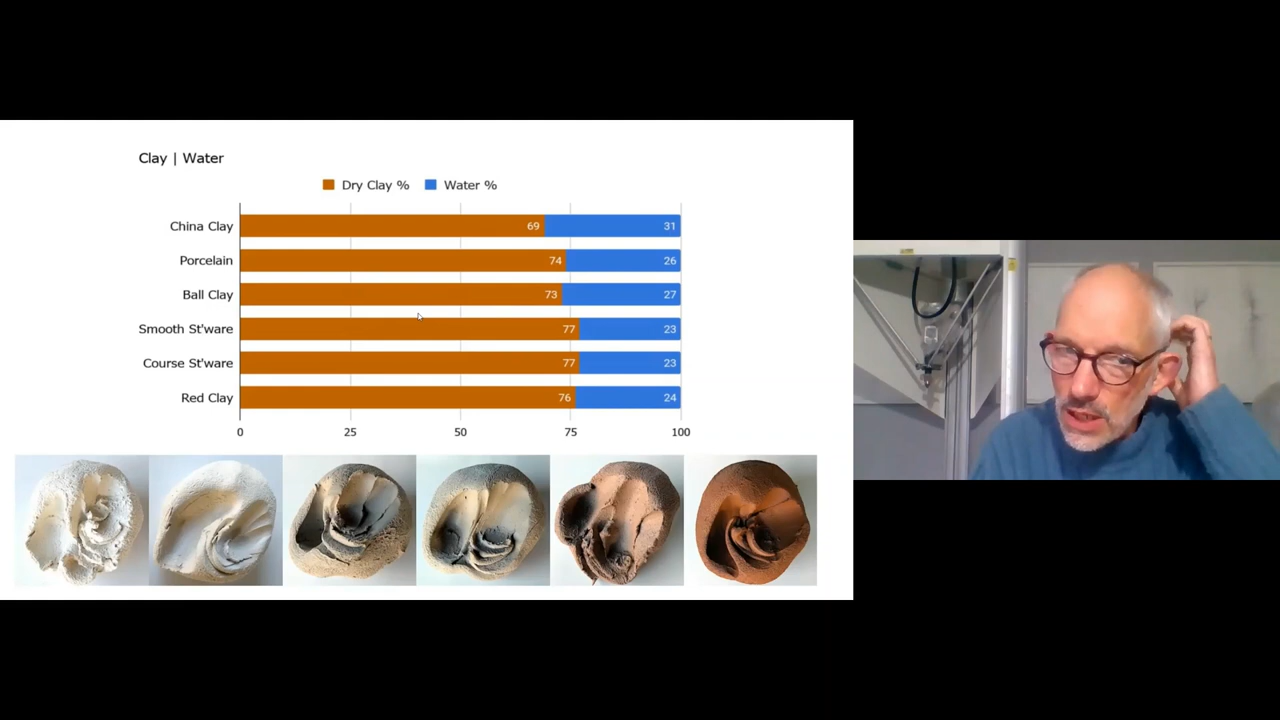 Clay | Water
Dry Clay % Water %
China Clay 69 31
Porcelain 74 26
Ball Clay 73 27
Smooth St'ware 77 23
Course St'ware 77 23
Red Clay 76 24
0 25 50 75 100